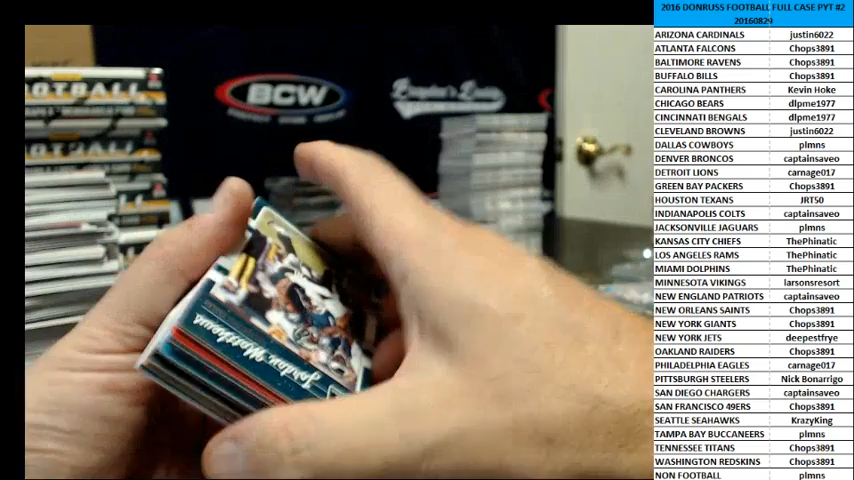 2016 DONRUSS FOOTBALL FULL CASE PYT #2
20160829
ARIZONA CARDINALS justin6022
ATLANTA FALCONS Chops3891
BALTIMORE RAVENS Chops3891
BUFFALO BILLS Chops3891
CAROLINA PANTHERS Kevin Hoke
CHICAGO BEARS dlpme1977
CINCINNATI BENGALS dlpme1977
CLEVELAND BROWNS justin6022
DALLAS COWBOYS plmns
DENVER BRONCOS captainsaveo
DETROIT LIONS carnage017
GREEN BAY PACKERS Chops3891
HOUSTON TEXANS JRT50
INDIANAPOLIS COLTS captainsaveo
JACKSONVILLE JAGUARS plmns
KANSAS CITY CHIEFS ThePhinatic
LOS ANGELES RAMS ThePhinatic
MIAMI DOLPHINS ThePhinatic
MINNESOTA VIKINGS larsonsresort
NEW ENGLAND PATRIOTS captainsaveo
NEW ORLEANS SAINTS Chops3891
NEW YORK GIANTS Chops3891
NEW YORK JETS deepestfrye
OAKLAND RAIDERS Chops3891
PHILADELPHIA EAGLES carnage017
PITTSBURGH STEELERS Nick Bonarrigo
SAN DIEGO CHARGERS captainsaveo
SAN FRANCISCO 49ERS Chops3891
SEATTLE SEAHAWKS KrazyKing
TAMPA BAY BUCCANEERS plmns
TENNESSEE TITANS Chops3891
WASHINGTON REDSKINS Chops3891
NON FOOTBALL plmns
BCW
Jordan Matthews